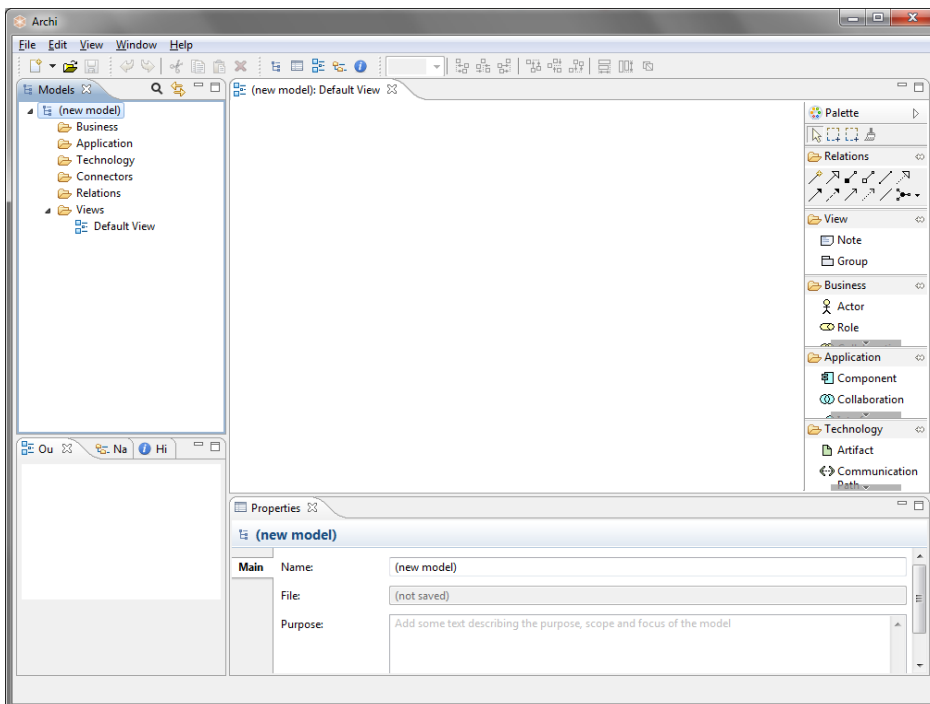 Archi
File Edit View Window Help
Models
(new model): Default View
(new model)
Business
Application
Technology
Connectors
Relations
Views
Default View
Palette
Relations
View
Note
Group
Business
Actor
Role
Application
Component
Collaboration
Technology
Artifact
Communication
Path
Ou Na Hi
Properties
(new model)
Main
Name: (new model)
File: (not saved)
Purpose: Add some text describing the purpose, scope and focus of the model